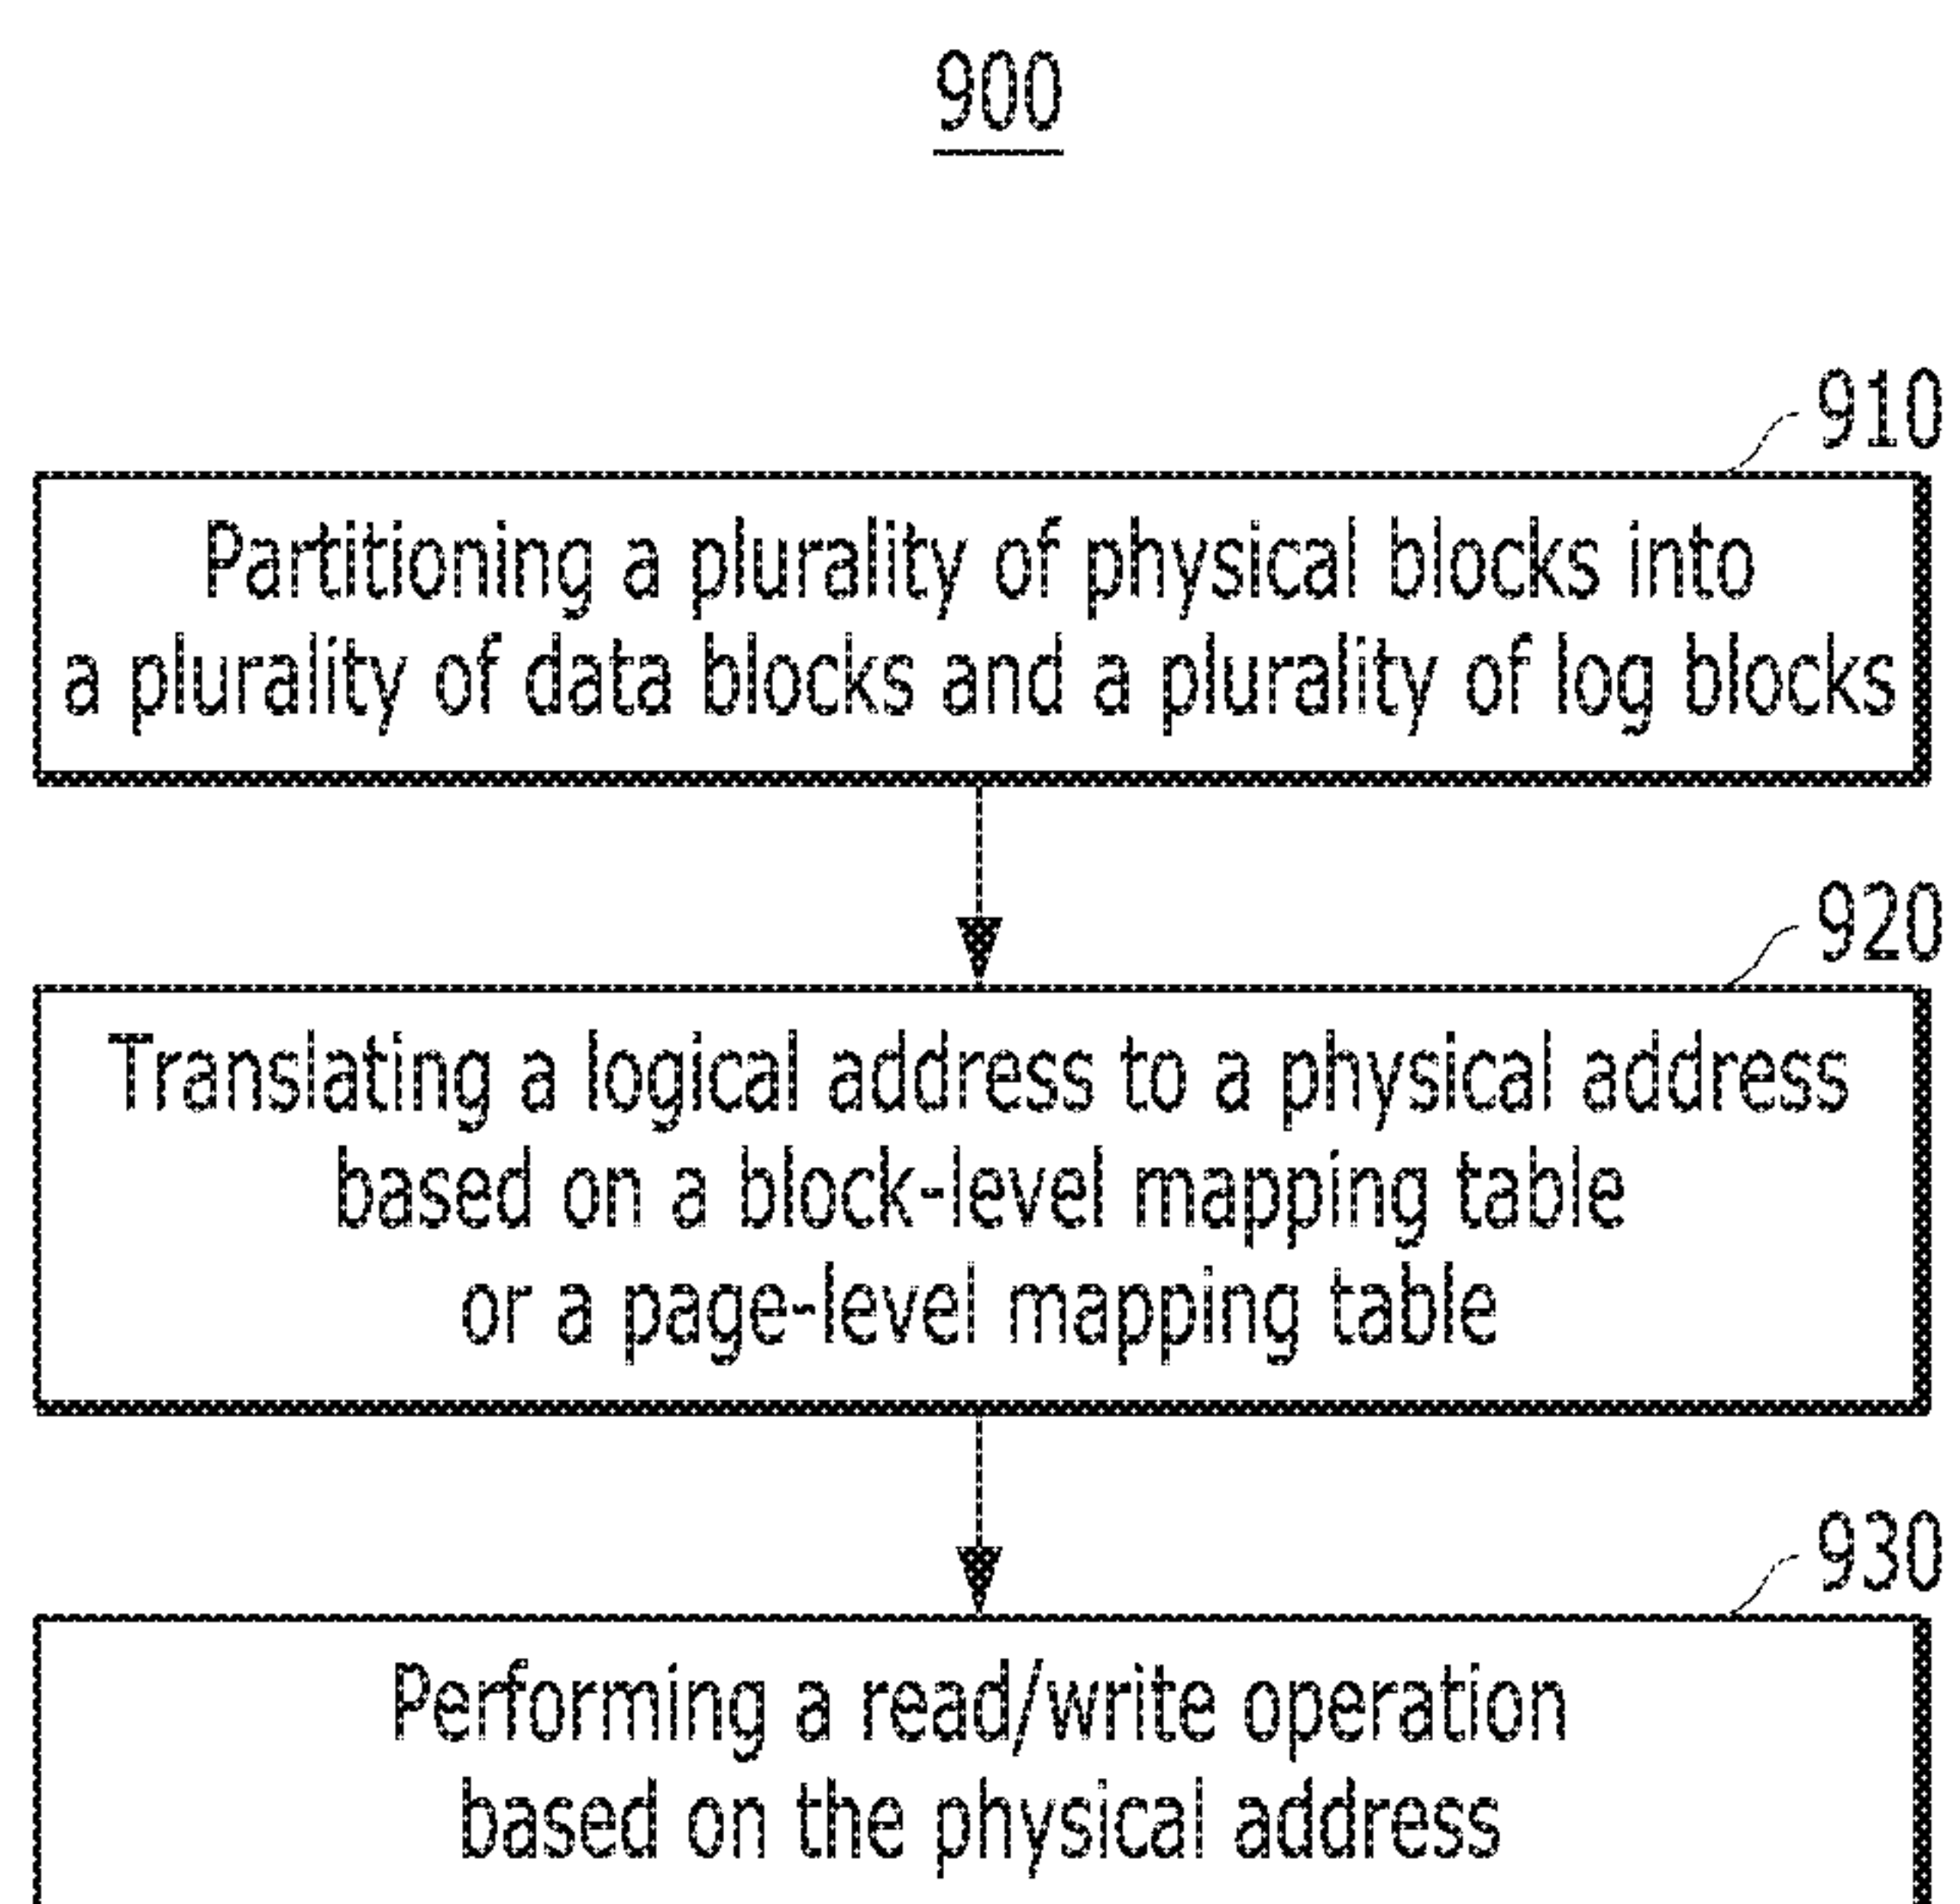 900
910
Partitioning a plurality of physical blocks into
a plurality of data blocks and a plurality of log blocks
920
Translating a logical address to a physical address
based on a block-level mapping table
or a page-level mapping table
930
Performing a read/write operation
based on the physical address